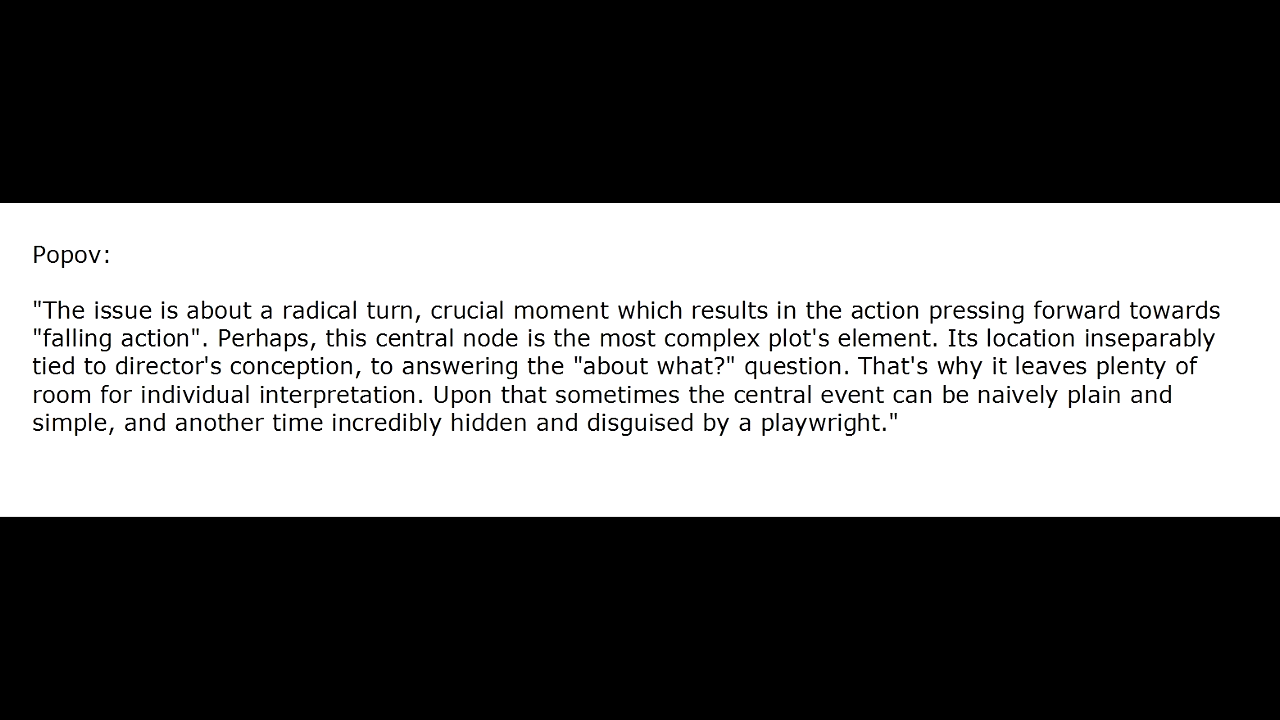 Popov:
"The issue is about a radical turn, crucial moment which results in the action pressing forward towards
"falling action". Perhaps, this central node is the most complex plot's element. Its location inseparably
tied to director's conception, to answering the "about what?" question. That's why it leaves plenty of
room for individual interpretation. Upon that sometimes the central event can be naively plain and
simple, and another time incredibly hidden and disguised by a playwright."